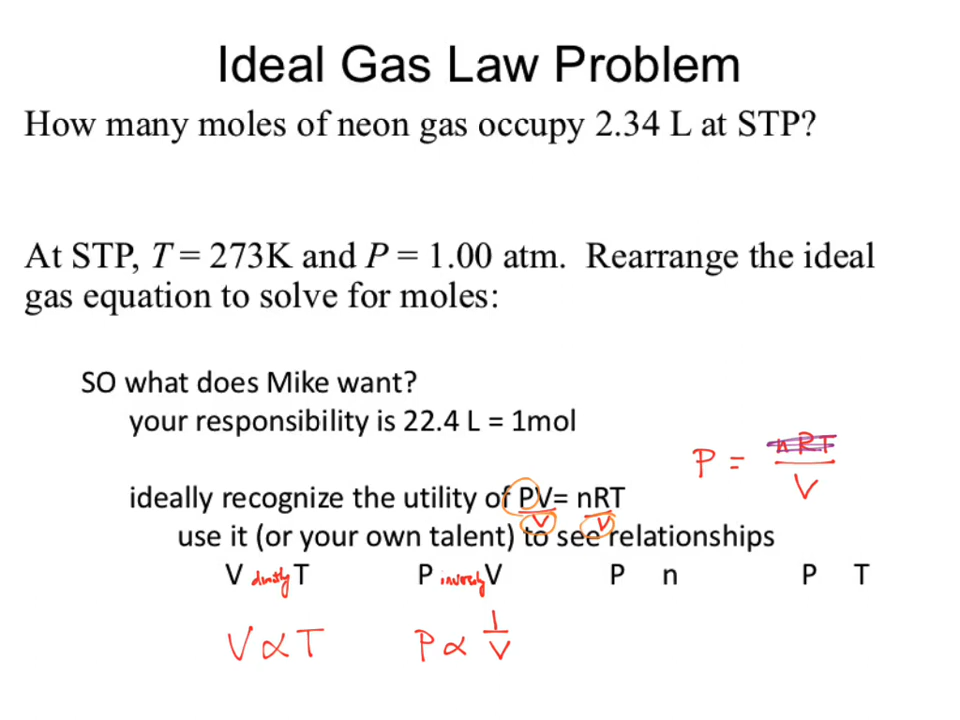 Ideal Gas Law Problem
How many moles of neon gas occupy 2.34 L at STP?
At STP, T = 273K and P = 1.00 atm. Rearrange the ideal
gas equation to solve for moles:
SO what does Mike want?
your responsibility is 22.4 L = 1mol
P = nRT / V
ideally recognize the utility of PV= nRT
V V
use it (or your own talent) to see relationships
V directly T P inversely V P n P T
V ∝ T P ∝ 1/V